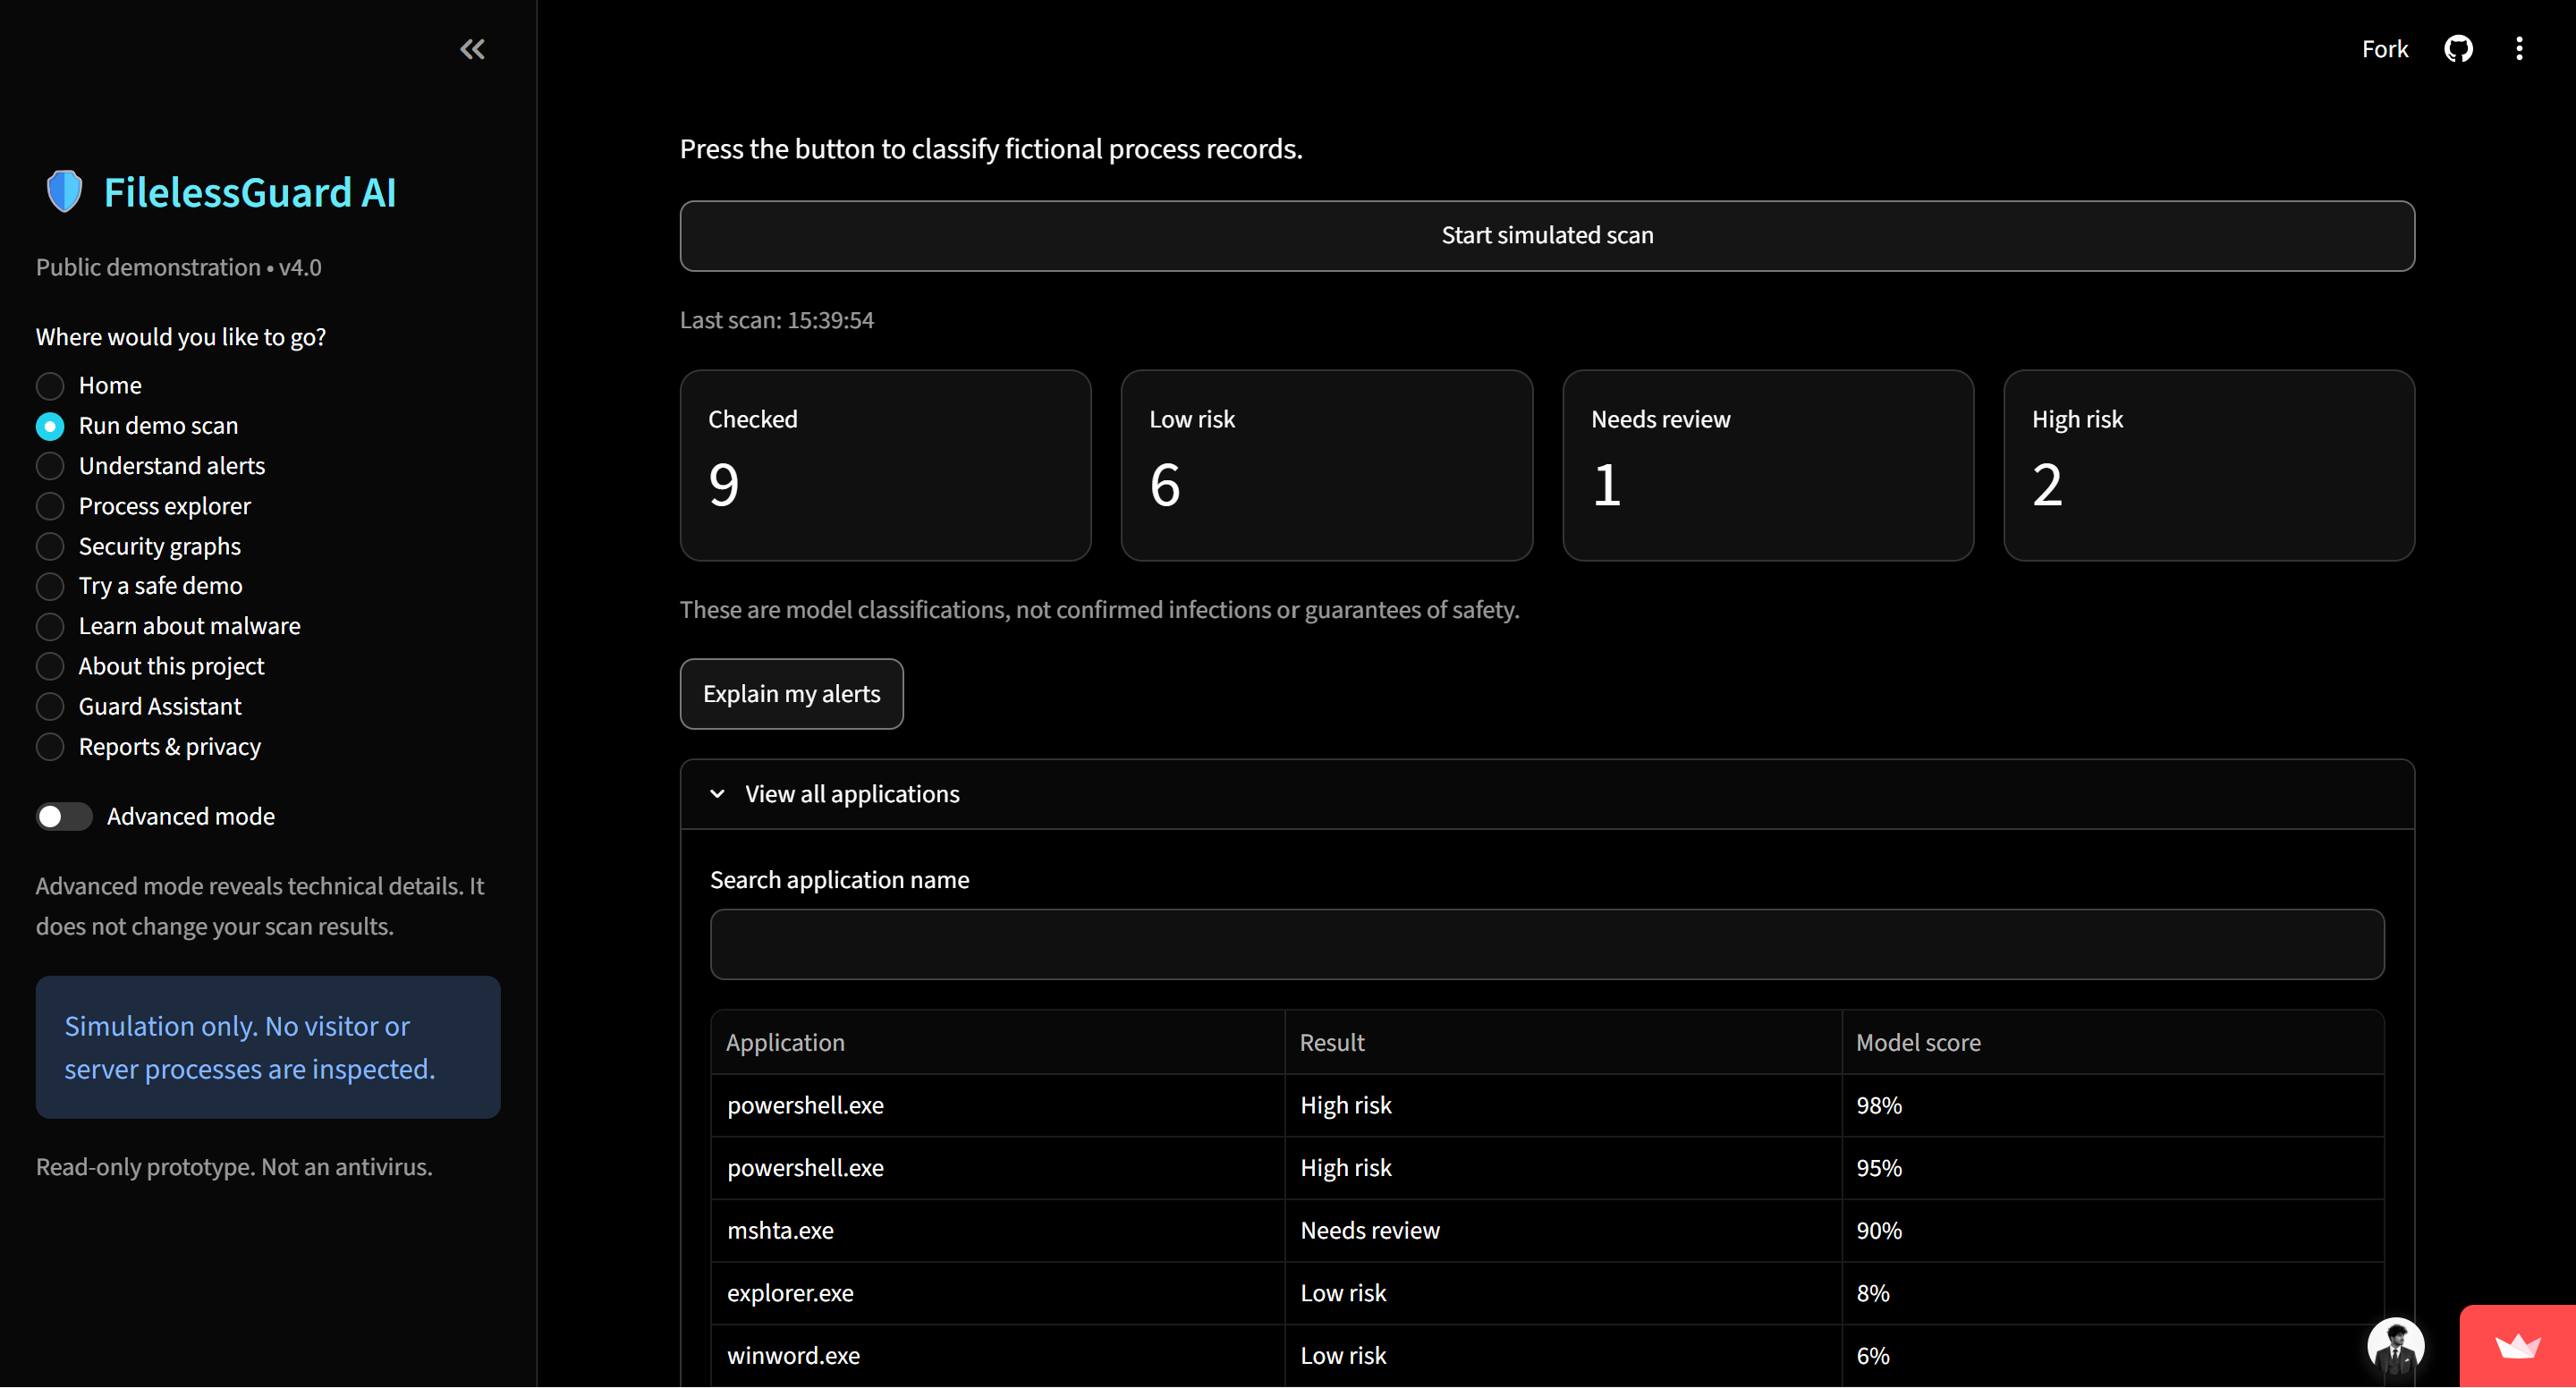 FilelessGuard AI
Public demonstration • v4.0
Where would you like to go?
Home
Run demo scan
Understand alerts
Process explorer
Security graphs
Try a safe demo
Learn about malware
About this project
Guard Assistant
Reports & privacy
Advanced mode
Advanced mode reveals technical details. It
does not change your scan results.
Simulation only. No visitor or
server processes are inspected.
Read-only prototype. Not an antivirus.
Fork
Press the button to classify fictional process records.
Start simulated scan
Last scan: 15:39:54
Checked
9
Low risk
6
Needs review
1
High risk
2
These are model classifications, not confirmed infections or guarantees of safety.
Explain my alerts
View all applications
Search application name
Application Result Model score
powershell.exe High risk 98%
powershell.exe High risk 95%
mshta.exe Needs review 90%
explorer.exe Low risk 8%
winword.exe Low risk 6%